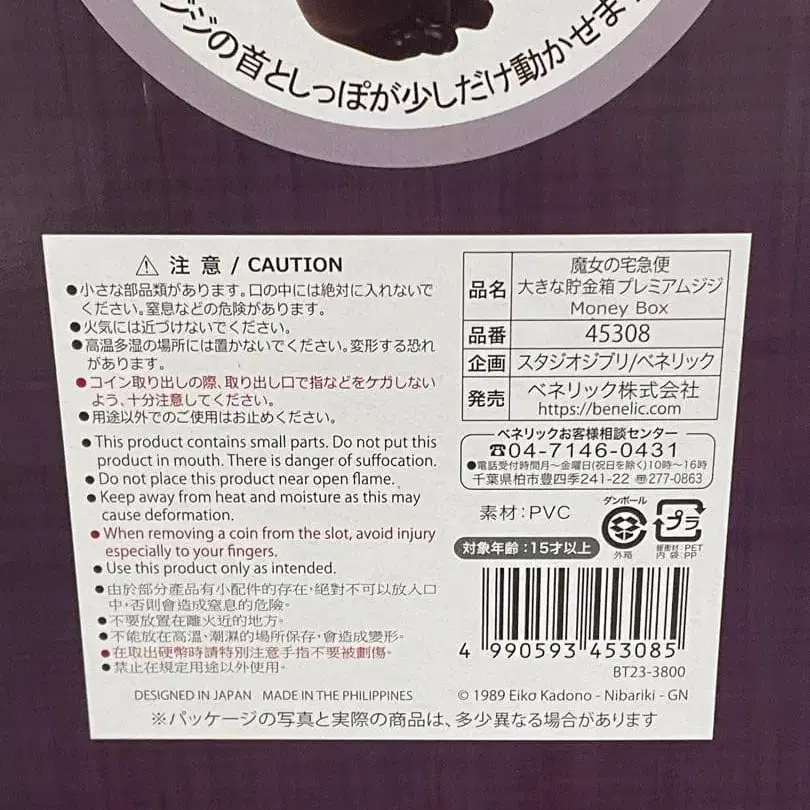 ジジの首としっぽが少しだけ動かせます
⚠ 注意 / CAUTION
●小さな部品類があります。口の中には絶対に入れないで
ください。窒息などの危険があります。
●火気には近づけないでください。
●高温多湿の場所には置かないでください。変形する恐れ
があります。
●コイン取り出しの際、取り出し口で指などをケガしない
よう、十分注意してください。
●用途以外でのご使用はお止めください。
● This product contains small parts. Do not put this
product in mouth. There is danger of suffocation.
● Do not place this product near open flame.
● Keep away from heat and moisture as this may
cause deformation.
● When removing a coin from the slot, avoid injury
especially to your fingers.
● Use this product only as intended.
●由於部分產品有小配件的存在,絕對不可以放入口
中,否則會造成窒息的危險。
●不要放置在離火近的地方。
●不能放在高溫、潮濕的場所保存,會造成變形。
●在取出硬幣時請特別注意手指不要被劃傷。
●禁止在規定用途以外使用。
DESIGNED IN JAPAN MADE IN THE PHILIPPINES
品名 魔女の宅急便
大きな貯金箱 プレミアムジジ
Money Box
品番 45308
企画 スタジオジブリ/ベネリック
発売 ベネリック株式会社
https://benelic.com
ベネリックお客様相談センター
☎04-7146-0431
●電話受付時間月～金曜日(祝日を除く)10時～16時
千葉県柏市豊四季241-22 〠277-0863
素材:PVC
ダンボール
外箱
プラ
緩衝材:PET
内袋:PP
対象年齢:15才以上
4 990593 453085
BT23-3800
© 1989 Eiko Kadono - Nibariki - GN
※パッケージの写真と実際の商品は、多少異なる場合があります